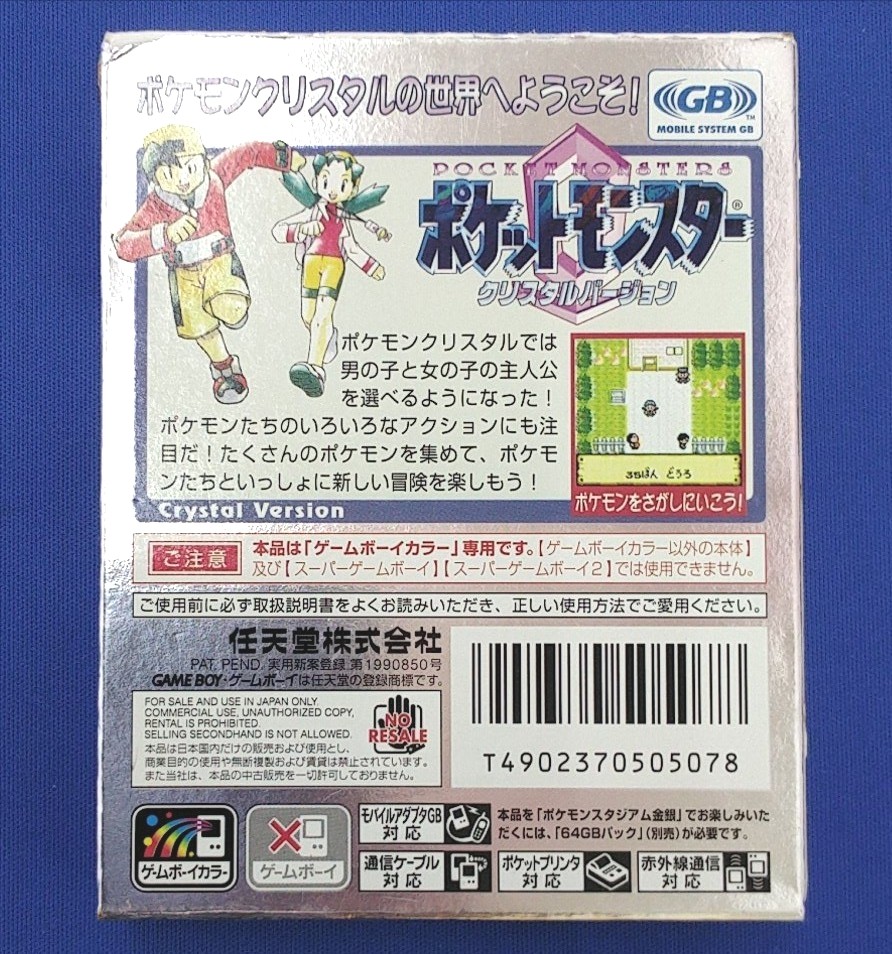 ポケモンクリスタルの世界へようこそ！
GB
TM
MOBILE SYSTEM GB
POCKET MONSTERS
ポケットモンスター®
クリスタルバージョン
ポケモンクリスタルでは
男の子と女の子の主人公
を選べるようになった！
ポケモンたちのいろいろなアクションにも注
目だ！たくさんのポケモンを集めて、ポケモ
ンたちといっしょに新しい冒険を楽しもう！
35ばん どうろ
ポケモンをさがしにいこう！
Crystal Version
ご注意
本品は「ゲームボーイカラー」専用です。【ゲームボーイカラー以外の本体】
及び【スーパーゲームボーイ】【スーパーゲームボーイ2】では使用できません。
ご使用前に必ず取扱説明書をよくお読みいただき、正しい使用方法でご愛用ください。
任天堂株式会社
PAT. PEND. 実用新案登録 第1990850号
GAME BOY・ゲームボーイは任天堂の登録商標です。
FOR SALE AND USE IN JAPAN ONLY.
COMMERCIAL USE, UNAUTHORIZED COPY,
RENTAL IS PROHIBITED.
SELLING SECONDHAND IS NOT ALLOWED.
本品は日本国内だけの販売および使用とし、
商業目的の使用や無断複製および賃貸は禁止されています。
また当社は、本品の中古販売を一切許可しておりません。
NO
RESALE
T4902370505078
ゲームボーイカラー
ゲームボーイ
モバイルアダプタGB
対応
本品を「ポケモンスタジアム金銀」でお楽しみいた
だくには、「64GBパック」（別売）が必要です。
通信ケーブル
対応
ポケットプリンタ
対応
赤外線通信
対応